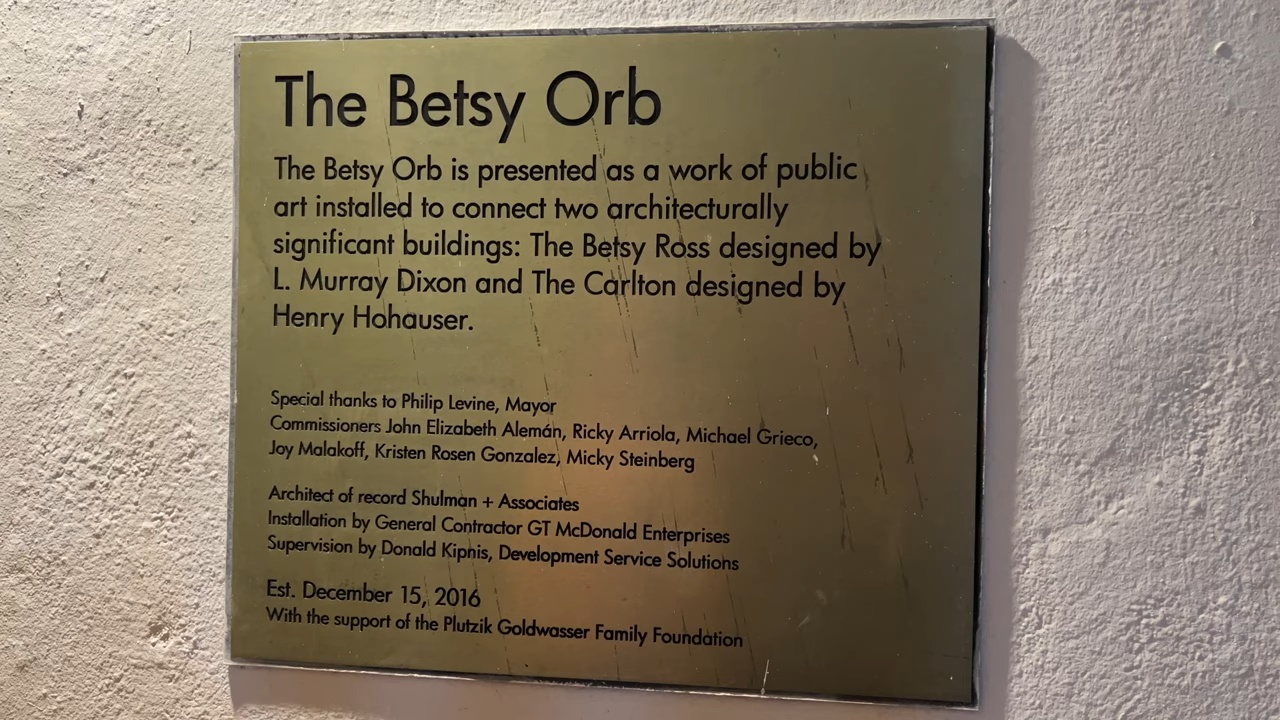 The Betsy Orb
The Betsy Orb is presented as a work of public
art installed to connect two architecturally
significant buildings: The Betsy Ross designed by
L. Murray Dixon and The Carlton designed by
Henry Hohauser.
Special thanks to Philip Levine, Mayor
Commissioners John Elizabeth Alemán, Ricky Arriola, Michael Grieco,
Joy Malakoff, Kristen Rosen Gonzalez, Micky Steinberg
Architect of record Shulman + Associates
Installation by General Contractor GT McDonald Enterprises
Supervision by Donald Kipnis, Development Service Solutions
Est. December 15, 2016
With the support of the Plutzik Goldwasser Family Foundation